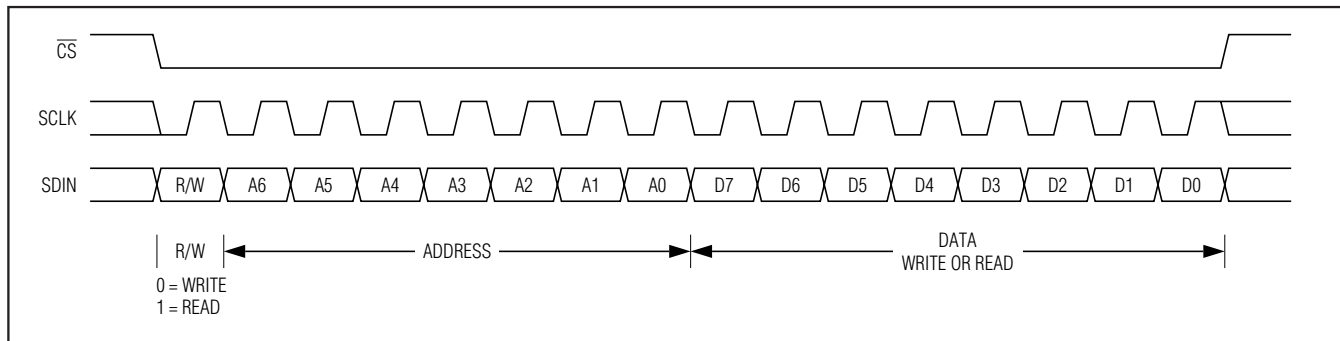 CS
SCLK
SDIN R/W A6 A5 A4 A3 A2 A1 A0 D7 D6 D5 D4 D3 D2 D1 D0
R/W ADDRESS DATA
WRITE OR READ
0 = WRITE
1 = READ